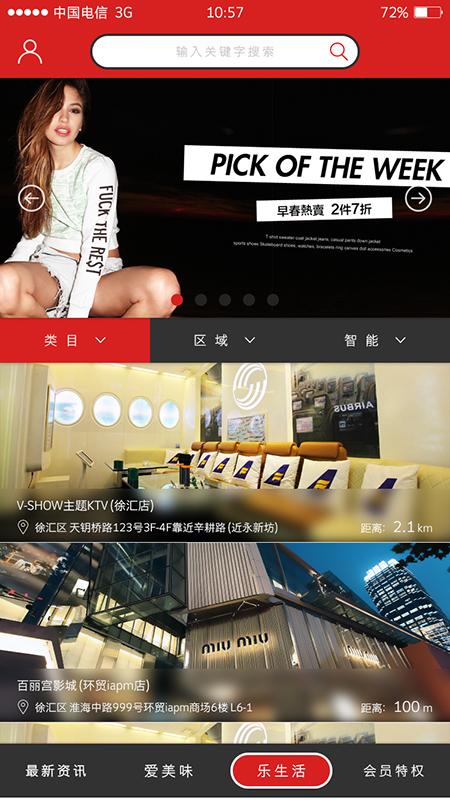 中国电信 3G 10:57 72%
输入关键字搜索
FUCK THE REST
PICK OF THE WEEK
早春熱賣 2件7折
T shirt sweater coat jacket jeans, casual pants down jacket
sports shoes Skateboard shoes, watches, bracelets ring canvas doll accessories Cosmetics
类目 区域 智能
AIRBUS
V-SHOW主题KTV (徐汇店)
徐汇区 天钥桥路123号3F-4F靠近辛耕路 (近永新坊) 距离: 2.1 km
miu miu
百丽宫影城 (环贸iapm店)
徐汇区 淮海中路999号环贸iapm商场6楼 L6-1 距离: 100 m
最新资讯 爱美味 乐生活 会员特权